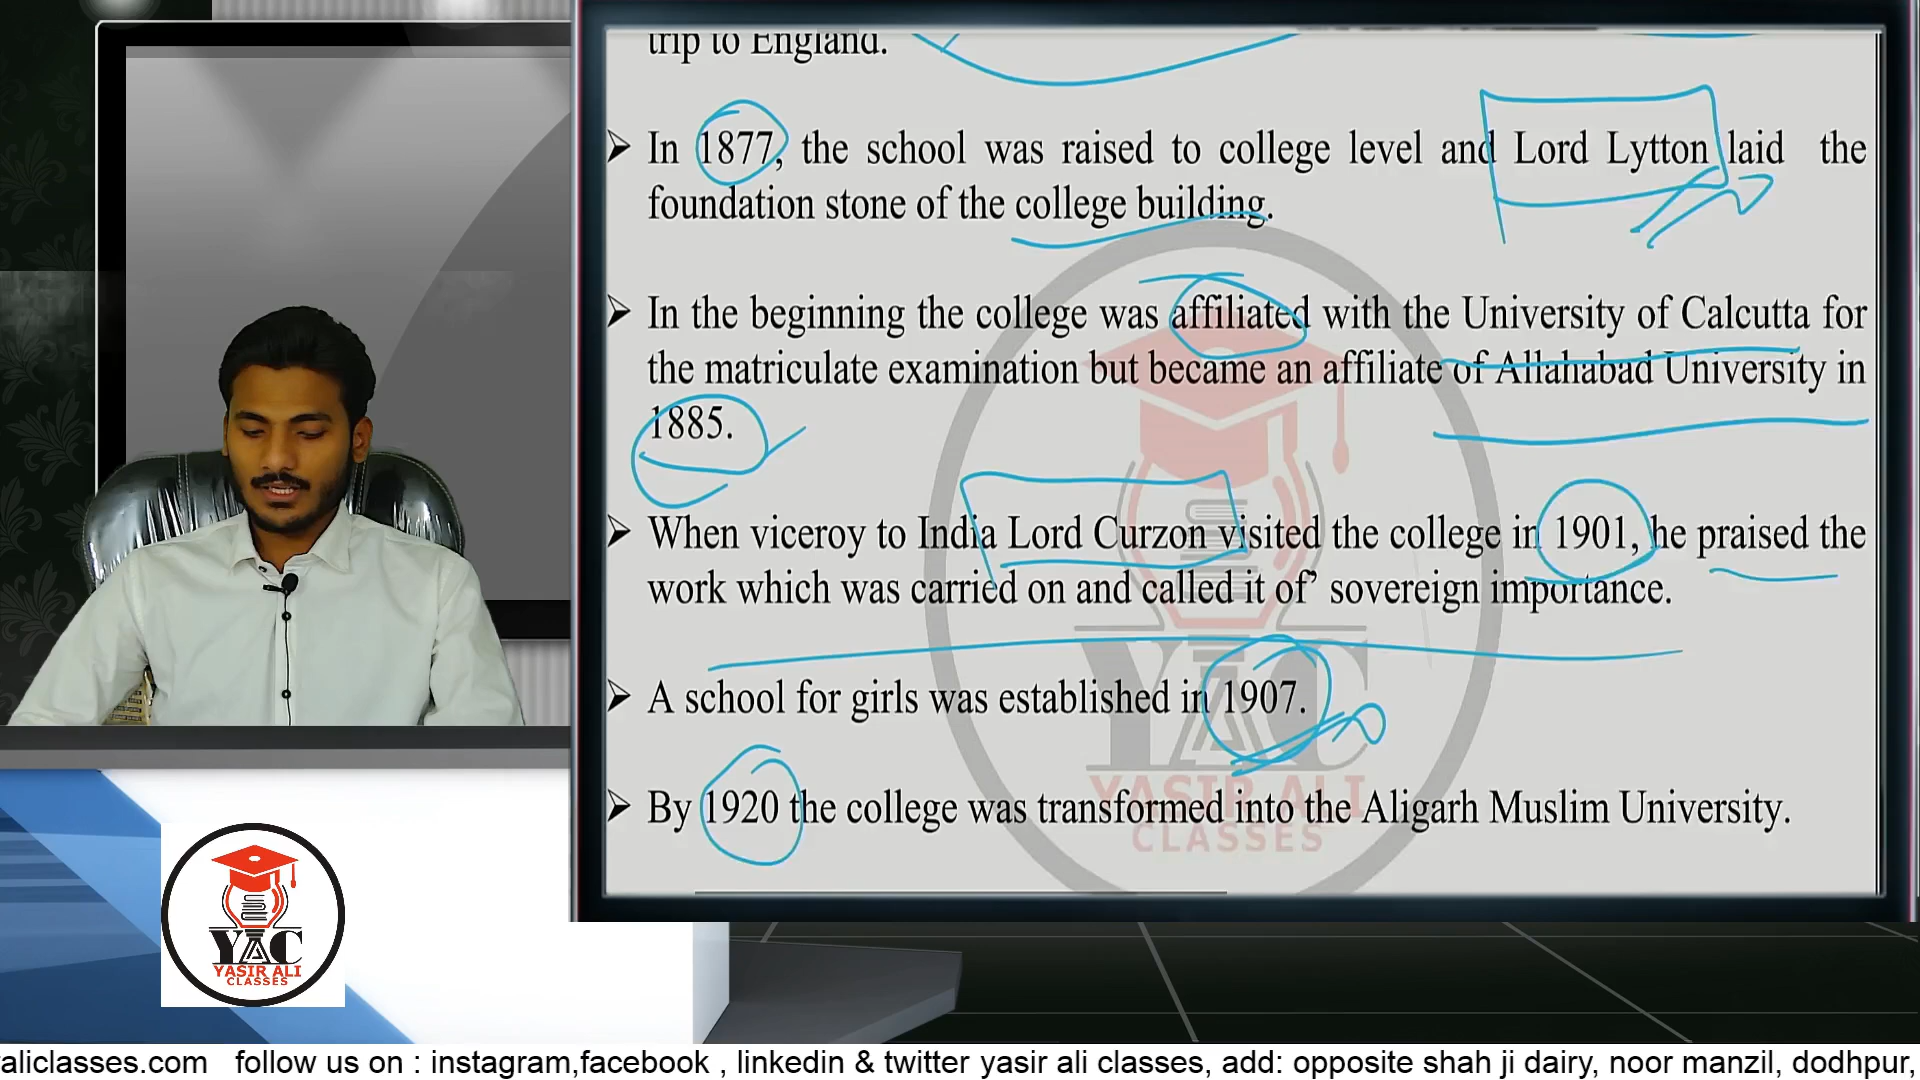 trip to England.
➢ In 1877, the school was raised to college level and Lord Lytton laid the
foundation stone of the college building.
➢ In the beginning the college was affiliated with the University of Calcutta for
the matriculate examination but became an affiliate of Allahabad University in
1885.
➢ When viceroy to India Lord Curzon visited the college in 1901, he praised the
work which was carried on and called it of’ sovereign importance.
➢ A school for girls was established in 1907.
➢ By 1920 the college was transformed into the Aligarh Muslim University.
YAC
YASIR ALI
CLASSES
YAC
YASIR ALI
CLASSES
aliclasses.com follow us on : instagram,facebook , linkedin & twitter yasir ali classes, add: opposite shah ji dairy, noor manzil, dodhpur,